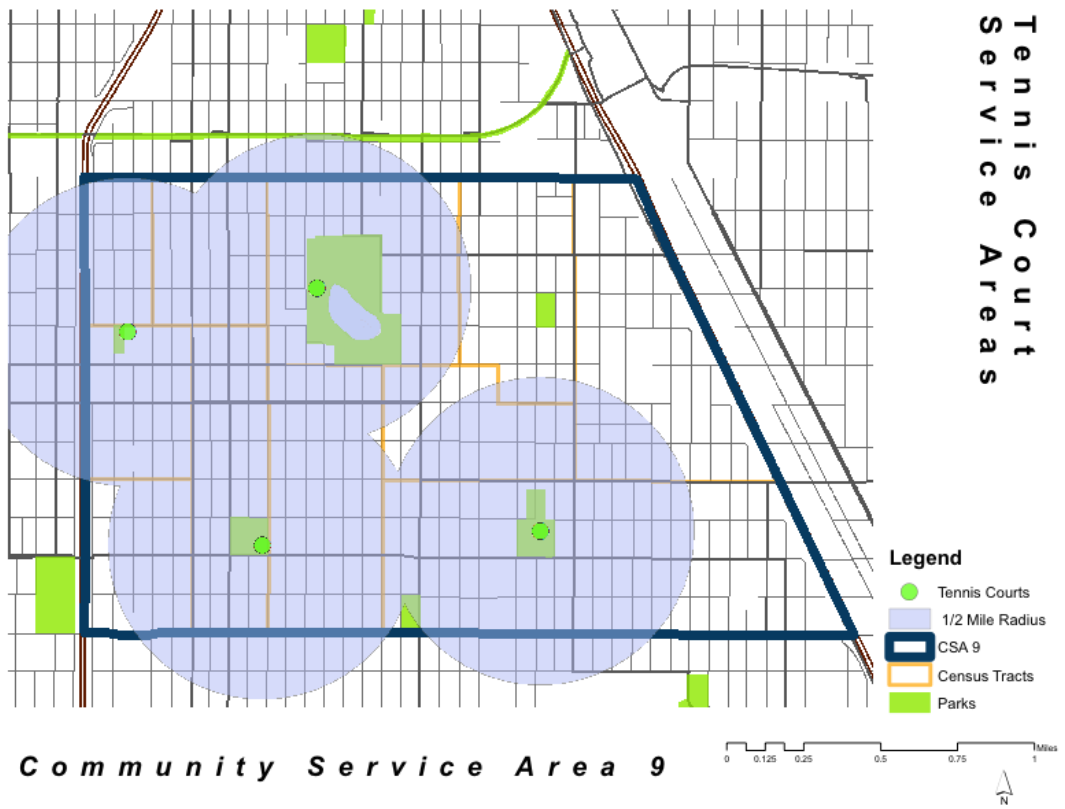 Tennis Court
Service Areas
Legend
Tennis Courts
1/2 Mile Radius
CSA 9
Census Tracts
Parks
Community Service Area 9
Miles
0 0.125 0.25 0.5 0.75 1
N